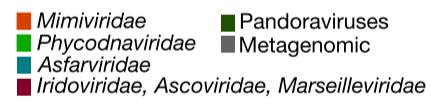 Mimiviridae
Phycodnaviridae
Asfarviridae
Iridoviridae, Ascoviridae, Marseilleviridae
Pandoraviruses
Metagenomic